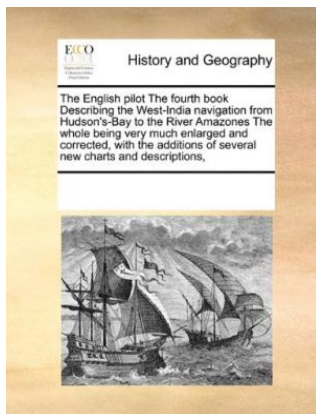 ECCO
History and Geography
The English pilot The fourth book
Describing the West-India navigation from
Hudson's-Bay to the River Amazones The
whole being very much enlarged and
corrected, with the additions of several
new charts and descriptions,